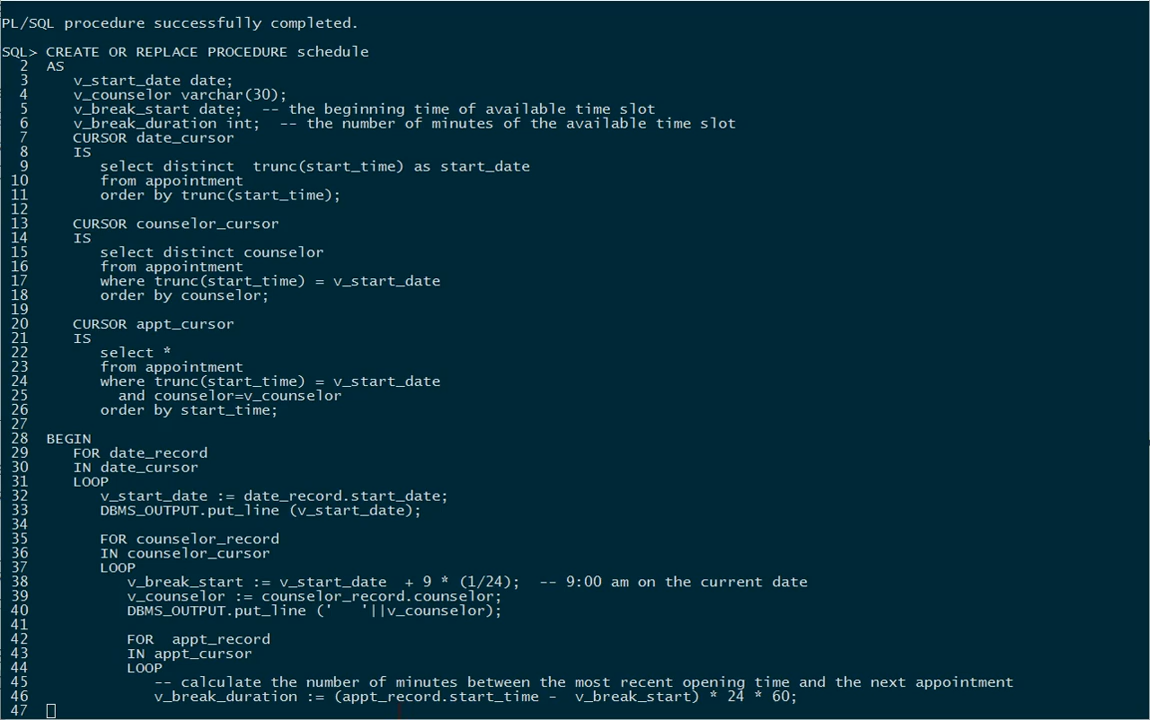 PL/SQL procedure successfully completed.
SQL> CREATE OR REPLACE PROCEDURE schedule
2 AS
3 v_start_date date;
4 v_counselor varchar(30);
5 v_break_start date; -- the beginning time of available time slot
6 v_break_duration int; -- the number of minutes of the available time slot
7 CURSOR date_cursor
8 IS
9 select distinct trunc(start_time) as start_date
10 from appointment
11 order by trunc(start_time);
12
13 CURSOR counselor_cursor
14 IS
15 select distinct counselor
16 from appointment
17 where trunc(start_time) = v_start_date
18 order by counselor;
19
20 CURSOR appt_cursor
21 IS
22 select *
23 from appointment
24 where trunc(start_time) = v_start_date
25 and counselor=v_counselor
26 order by start_time;
27
28 BEGIN
29 FOR date_record
30 IN date_cursor
31 LOOP
32 v_start_date := date_record.start_date;
33 DBMS_OUTPUT.put_line (v_start_date);
34
35 FOR counselor_record
36 IN counselor_cursor
37 LOOP
38 v_break_start := v_start_date + 9 * (1/24); -- 9:00 am on the current date
39 v_counselor := counselor_record.counselor;
40 DBMS_OUTPUT.put_line (' '||v_counselor);
41
42 FOR appt_record
43 IN appt_cursor
44 LOOP
45 -- calculate the number of minutes between the most recent opening time and the next appointment
46 v_break_duration := (appt_record.start_time - v_break_start) * 24 * 60;
47